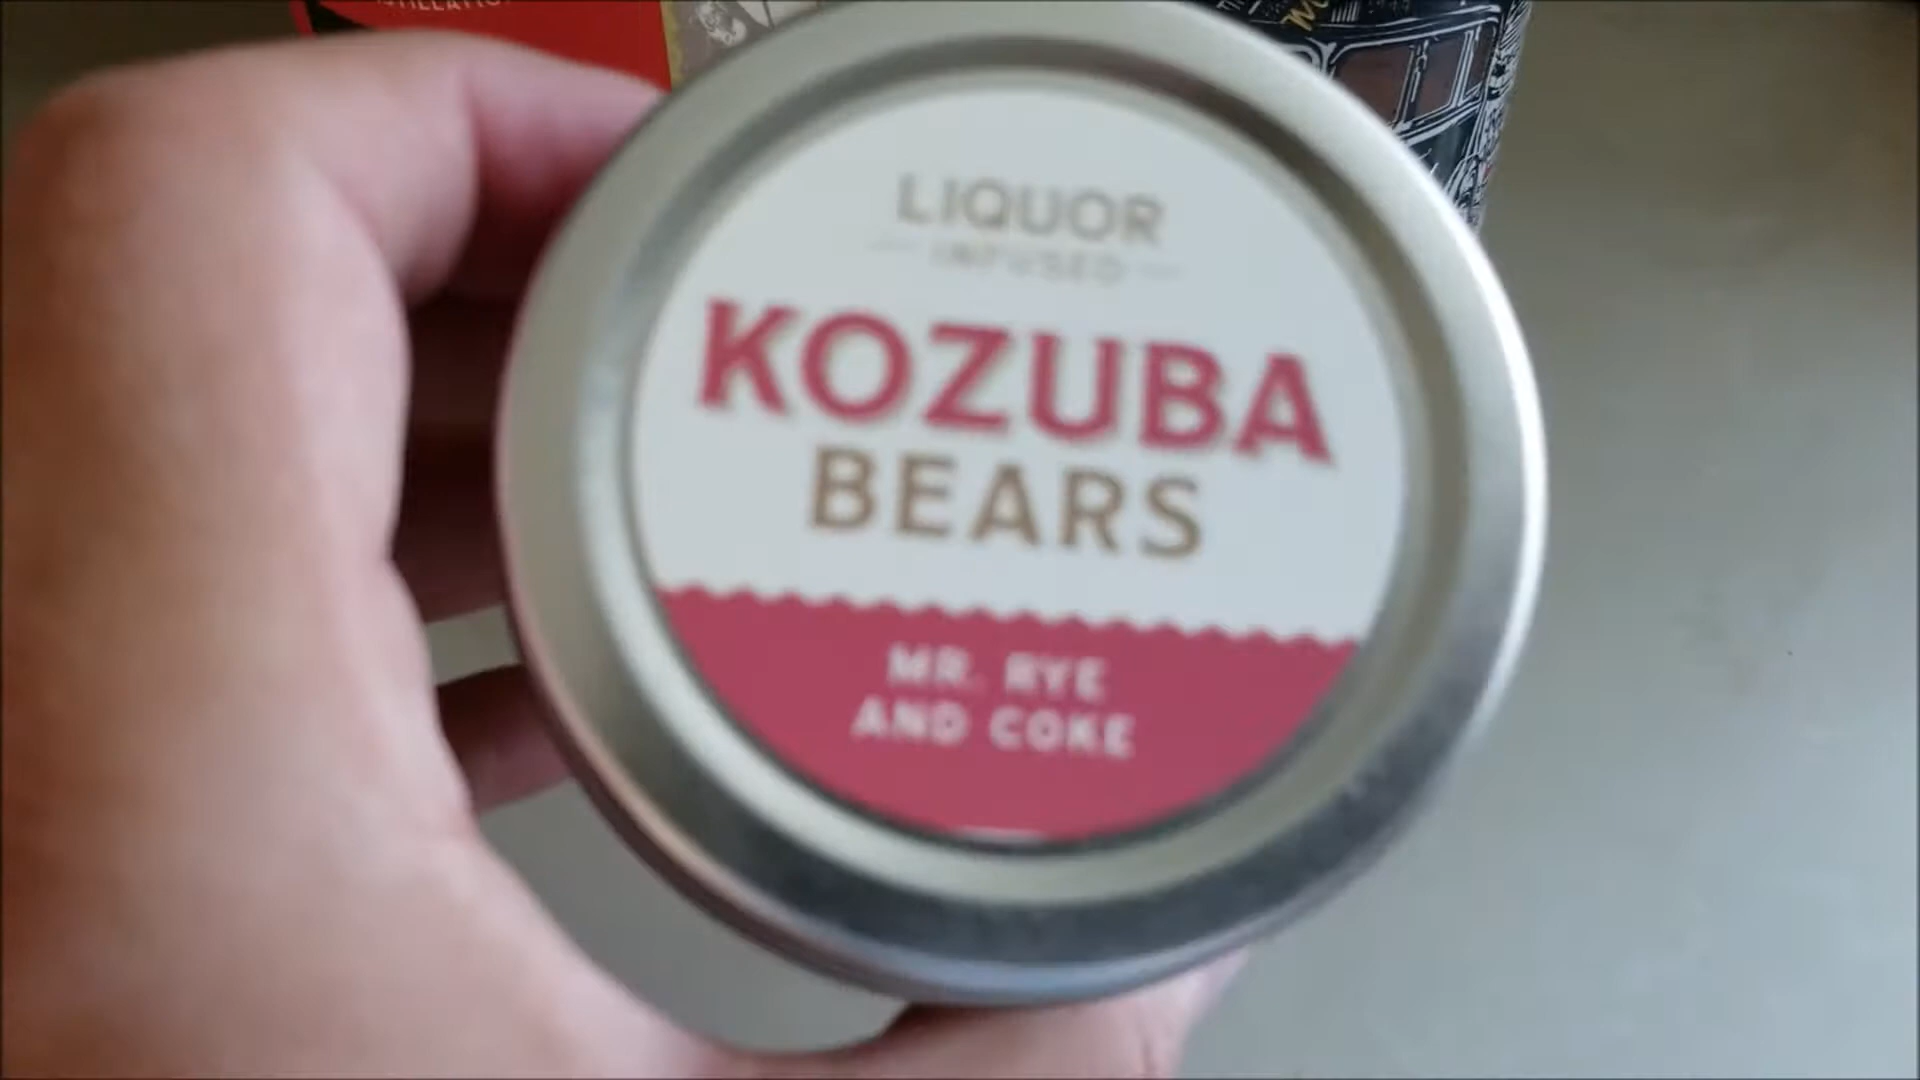 LIQUOR
INFUSED
KOZUBA
BEARS
MR. RYE
AND COKE